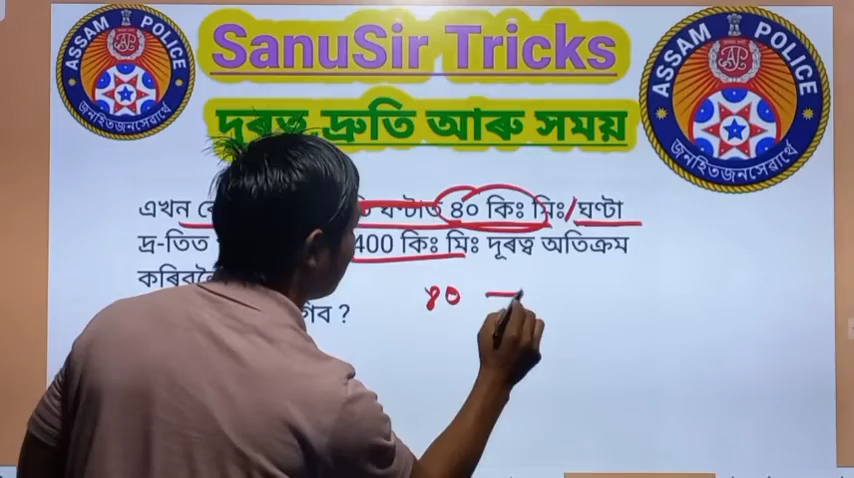 ASSAM POLICE
জনহিতজনসেৱাৰ্থে
SanuSir Tricks
দূৰত্ব দ্ৰুতি আৰু সময়
ASSAM POLICE
জনহিতজনসেৱাৰ্থে
এখন ঘণ্টাত ৪০ কিঃ মিঃ/ঘণ্টা
দ্ৰ-তিত 400 কিঃ মিঃ দূৰত্ব অতিক্ৰম
কৰিবলৈ
?
৪০